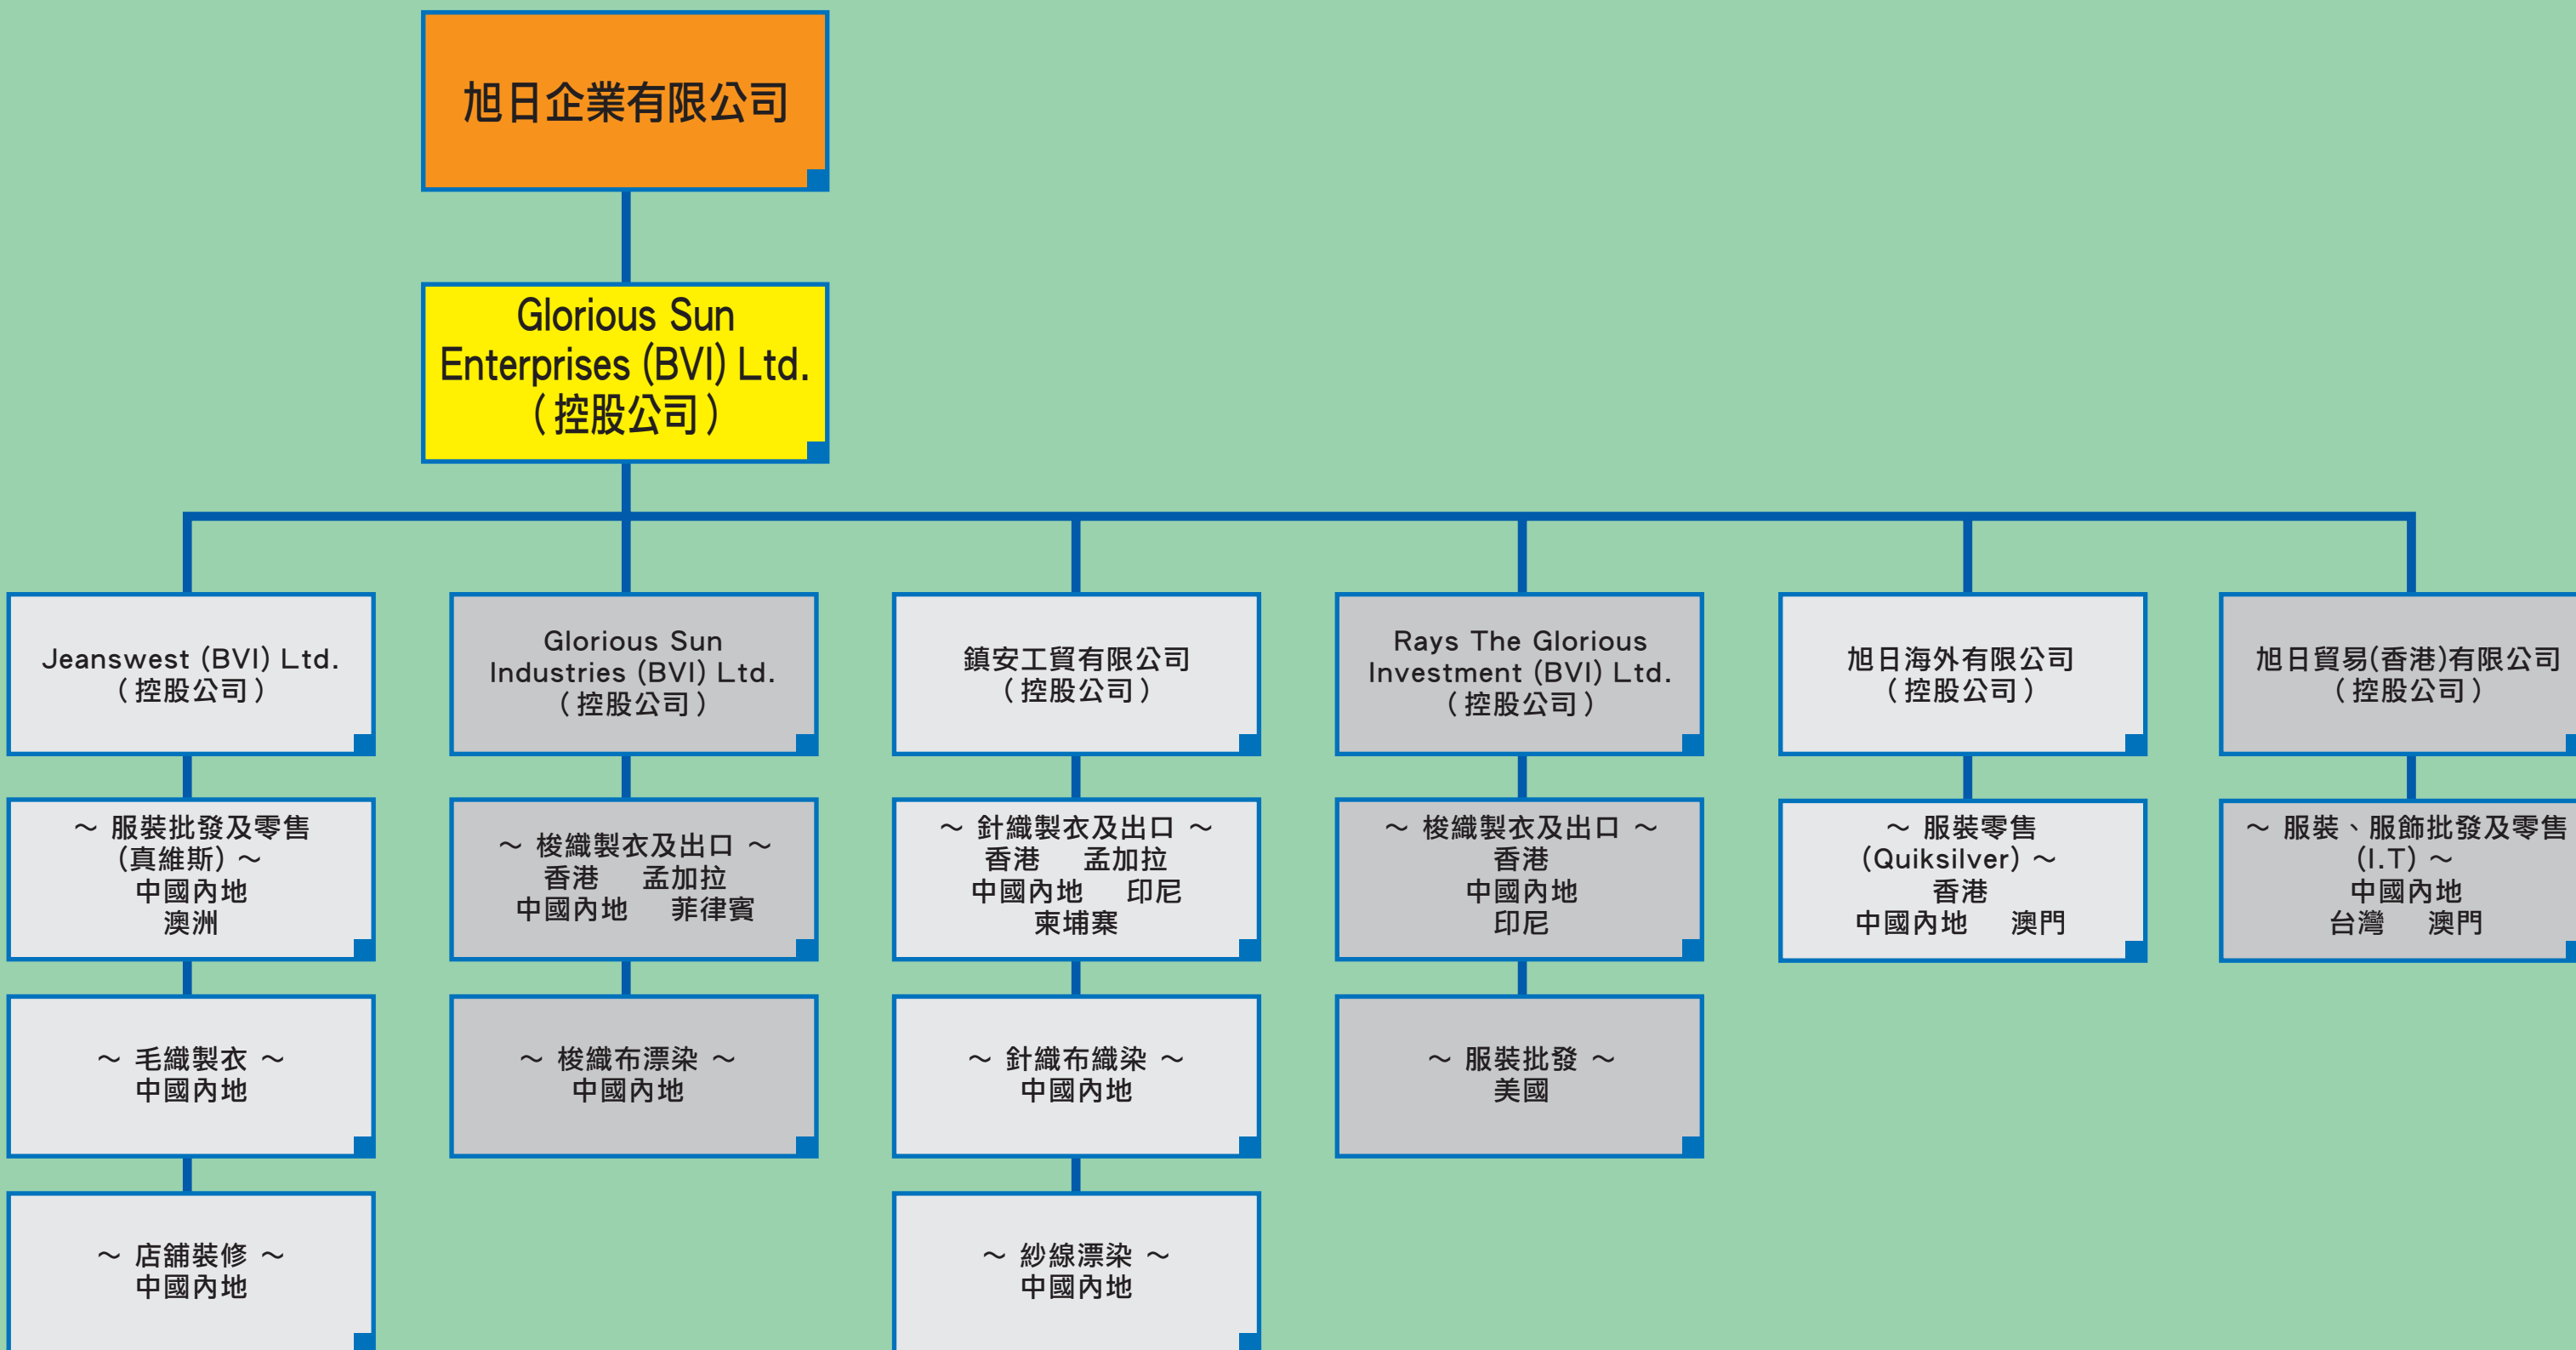 旭日企業有限公司
Glorious Sun
Enterprises (BVI) Ltd.
(控股公司)
Jeanswest (BVI) Ltd.
(控股公司)
Glorious Sun
Industries (BVI) Ltd.
(控股公司)
鎮安工貿有限公司
(控股公司)
Rays The Glorious
Investment (BVI) Ltd.
(控股公司)
旭日海外有限公司
(控股公司)
旭日貿易(香港)有限公司
(控股公司)
～ 服裝批發及零售
(真維斯) ～
中國內地
澳洲
～ 梭織製衣及出口 ～
香港 孟加拉
中國內地 菲律賓
～ 針織製衣及出口 ～
香港 孟加拉
中國內地 印尼
柬埔寨
～ 梭織製衣及出口 ～
香港
中國內地
印尼
～ 服裝零售
(Quiksilver) ～
香港
中國內地 澳門
～ 服裝、服飾批發及零售
(I.T) ～
中國內地
台灣 澳門
～ 毛織製衣 ～
中國內地
～ 梭織布漂染 ～
中國內地
～ 針織布織染 ～
中國內地
～ 服裝批發 ～
美國
～ 店舖裝修 ～
中國內地
～ 紗線漂染 ～
中國內地